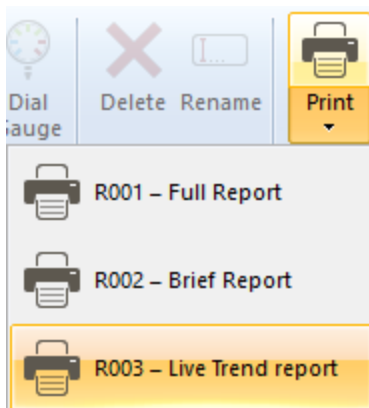 Dial Delete Rename Print
Gauge
R001 – Full Report
R002 – Brief Report
R003 – Live Trend report